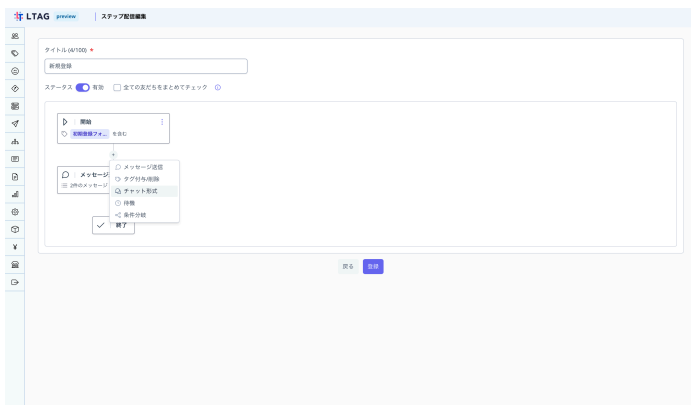 LTAG preview ステップ配信編集
タイトル (4/100) *
新規登録
ステータス 有効 全ての友だちをまとめてチェック
開始
初期登録フォ... を含む
メッセージ送信
タグ付与/削除
チャット形式
待機
条件分岐
メッセージ
2件のメッセージ
終了
戻る 登録